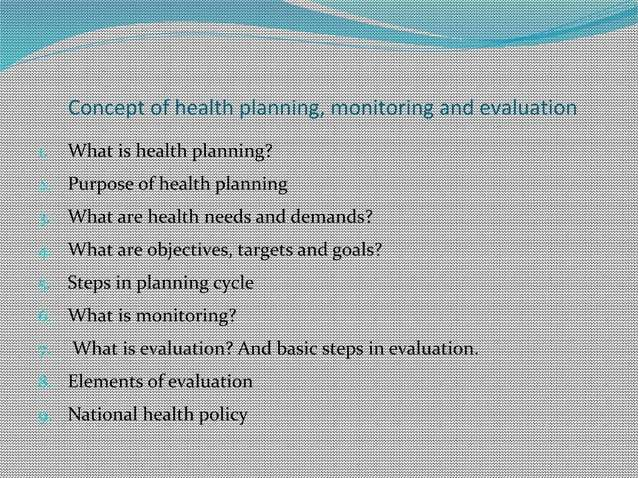 Concept of health planning, monitoring and evaluation
1. What is health planning?
2. Purpose of health planning
3. What are health needs and demands?
4. What are objectives, targets and goals?
5. Steps in planning cycle
6. What is monitoring?
7. What is evaluation? And basic steps in evaluation.
8. Elements of evaluation
9. National health policy